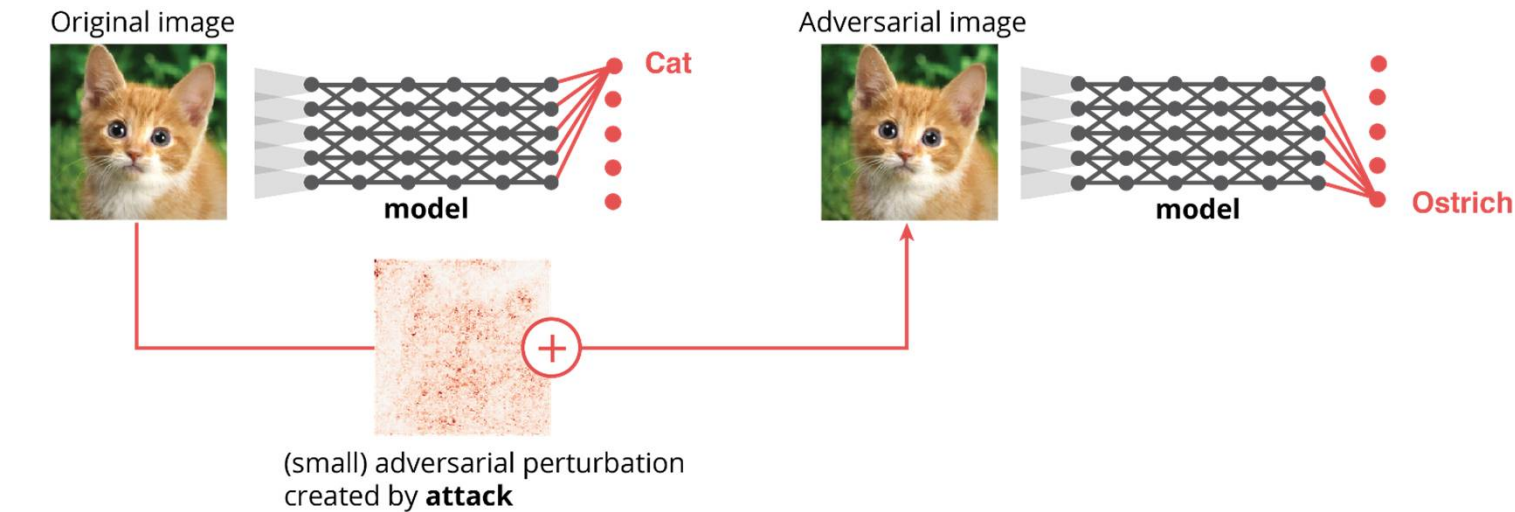 Original image
Cat
model
(small) adversarial perturbation
created by attack
Adversarial image
model
Ostrich